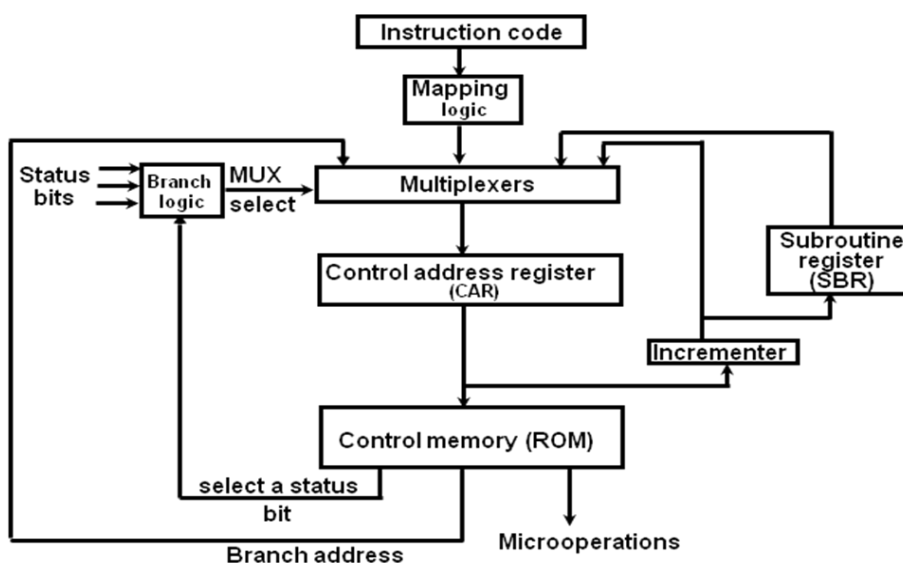 Instruction code
Mapping
logic
Status
bits
Branch
logic
MUX
select
Multiplexers
Subroutine
register
(SBR)
Control address register
(CAR)
Incrementer
Control memory (ROM)
select a status
bit
Microoperations
Branch address